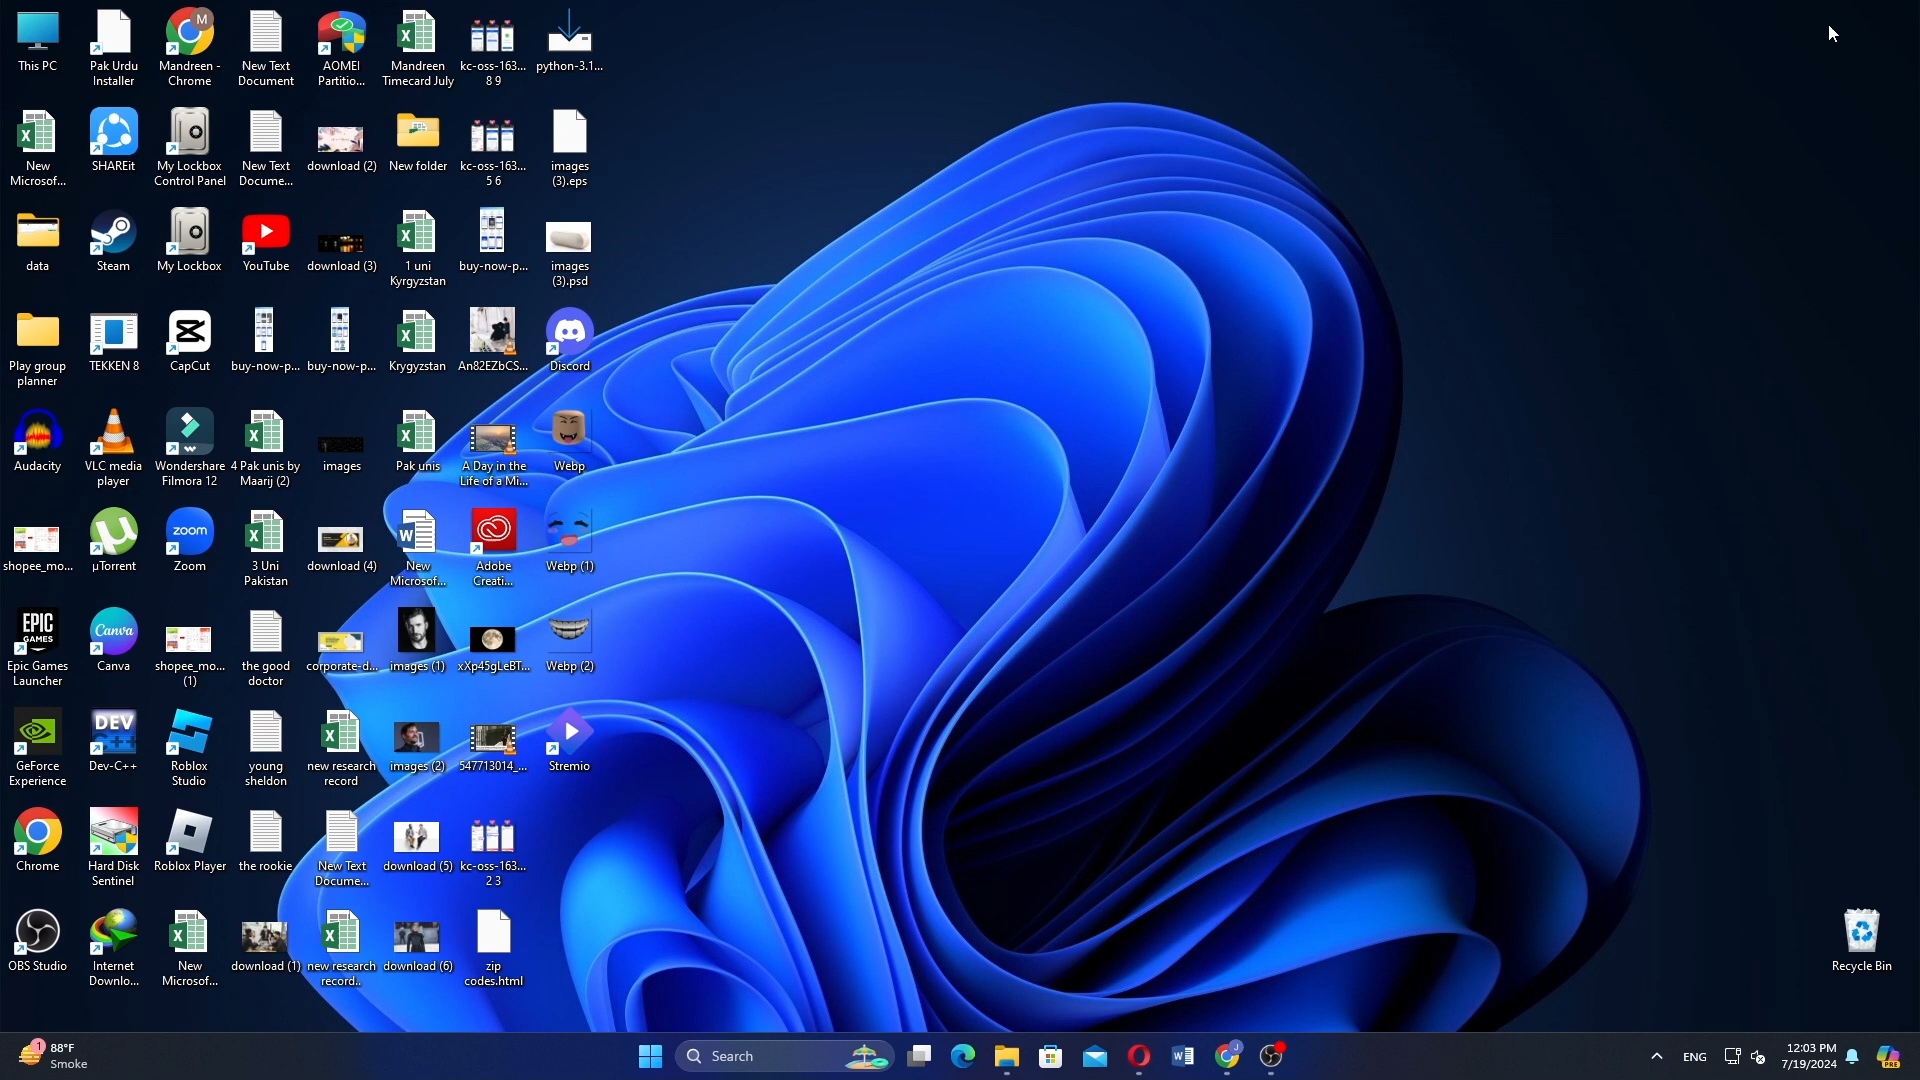 This PC
Pak Urdu
Installer
M
Mandreen -
Chrome
New Text
Document
AOMEI
Partitio...
Mandreen
Timecard July
kc-oss-163...
8 9
python-3.1...
New
Microsof...
SHAREit
My Lockbox
Control Panel
New Text
Docume...
download (2)
New folder
kc-oss-163...
5 6
images
(3).eps
data
Steam
My Lockbox
YouTube
download (3)
1 uni
Kyrgyzstan
buy-now-p...
images
(3).psd
Play group
planner
TEKKEN 8
CapCut
buy-now-p...
buy-now-p...
Krygyzstan
An82EZbCS...
Discord
Audacity
VLC media
player
Wondershare
Filmora 12
4 Pak unis by
Maarij (2)
images
Pak unis
A Day in the
Life of a Mi...
Webp
shopee_mo...
µTorrent
zoom
Zoom
3 Uni
Pakistan
download (4)
New
Microsof...
Adobe
Creati...
Webp (1)
EPIC
GAMES
Epic Games
Launcher
Canva
Canva
shopee_mo...
(1)
the good
doctor
corporate-d...
images (1)
xXp45gLeBT...
Webp (2)
GeForce
Experience
DEV
C++
Dev-C++
Roblox
Studio
young
sheldon
new research
record
images (2)
547713014_...
Stremio
Chrome
Hard Disk
Sentinel
Roblox Player
the rookie
New Text
Docume...
download (5)
kc-oss-163...
2 3
OBS Studio
Internet
Downlo...
New
Microsof...
download (1)
new research
record..
download (6)
zip
codes.html
Recycle Bin
1
88°F
Smoke
Search
J
ENG
12:03 PM
7/19/2024
PRE